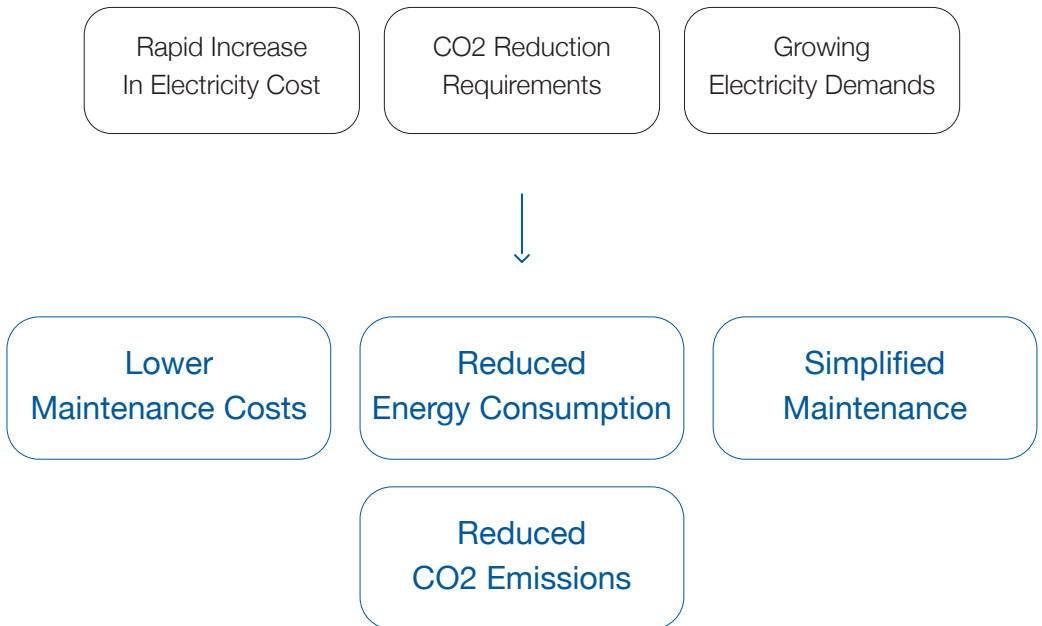 Rapid Increase
In Electricity Cost
CO2 Reduction
Requirements
Growing
Electricity Demands
Lower
Maintenance Costs
Reduced
Energy Consumption
Simplified
Maintenance
Reduced
CO2 Emissions